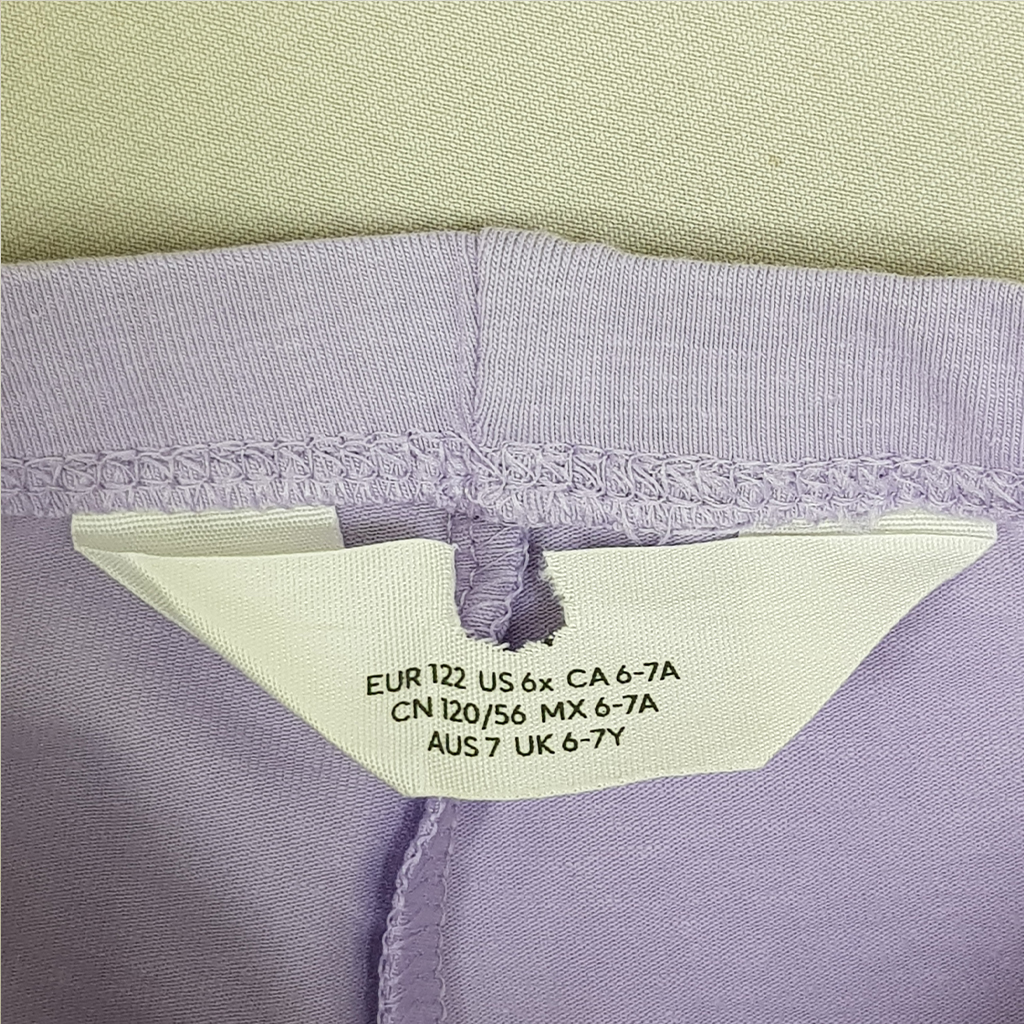 EUR 122 US 6x CA 6-7A
CN 120/56 MX 6-7A
AUS 7 UK 6-7Y